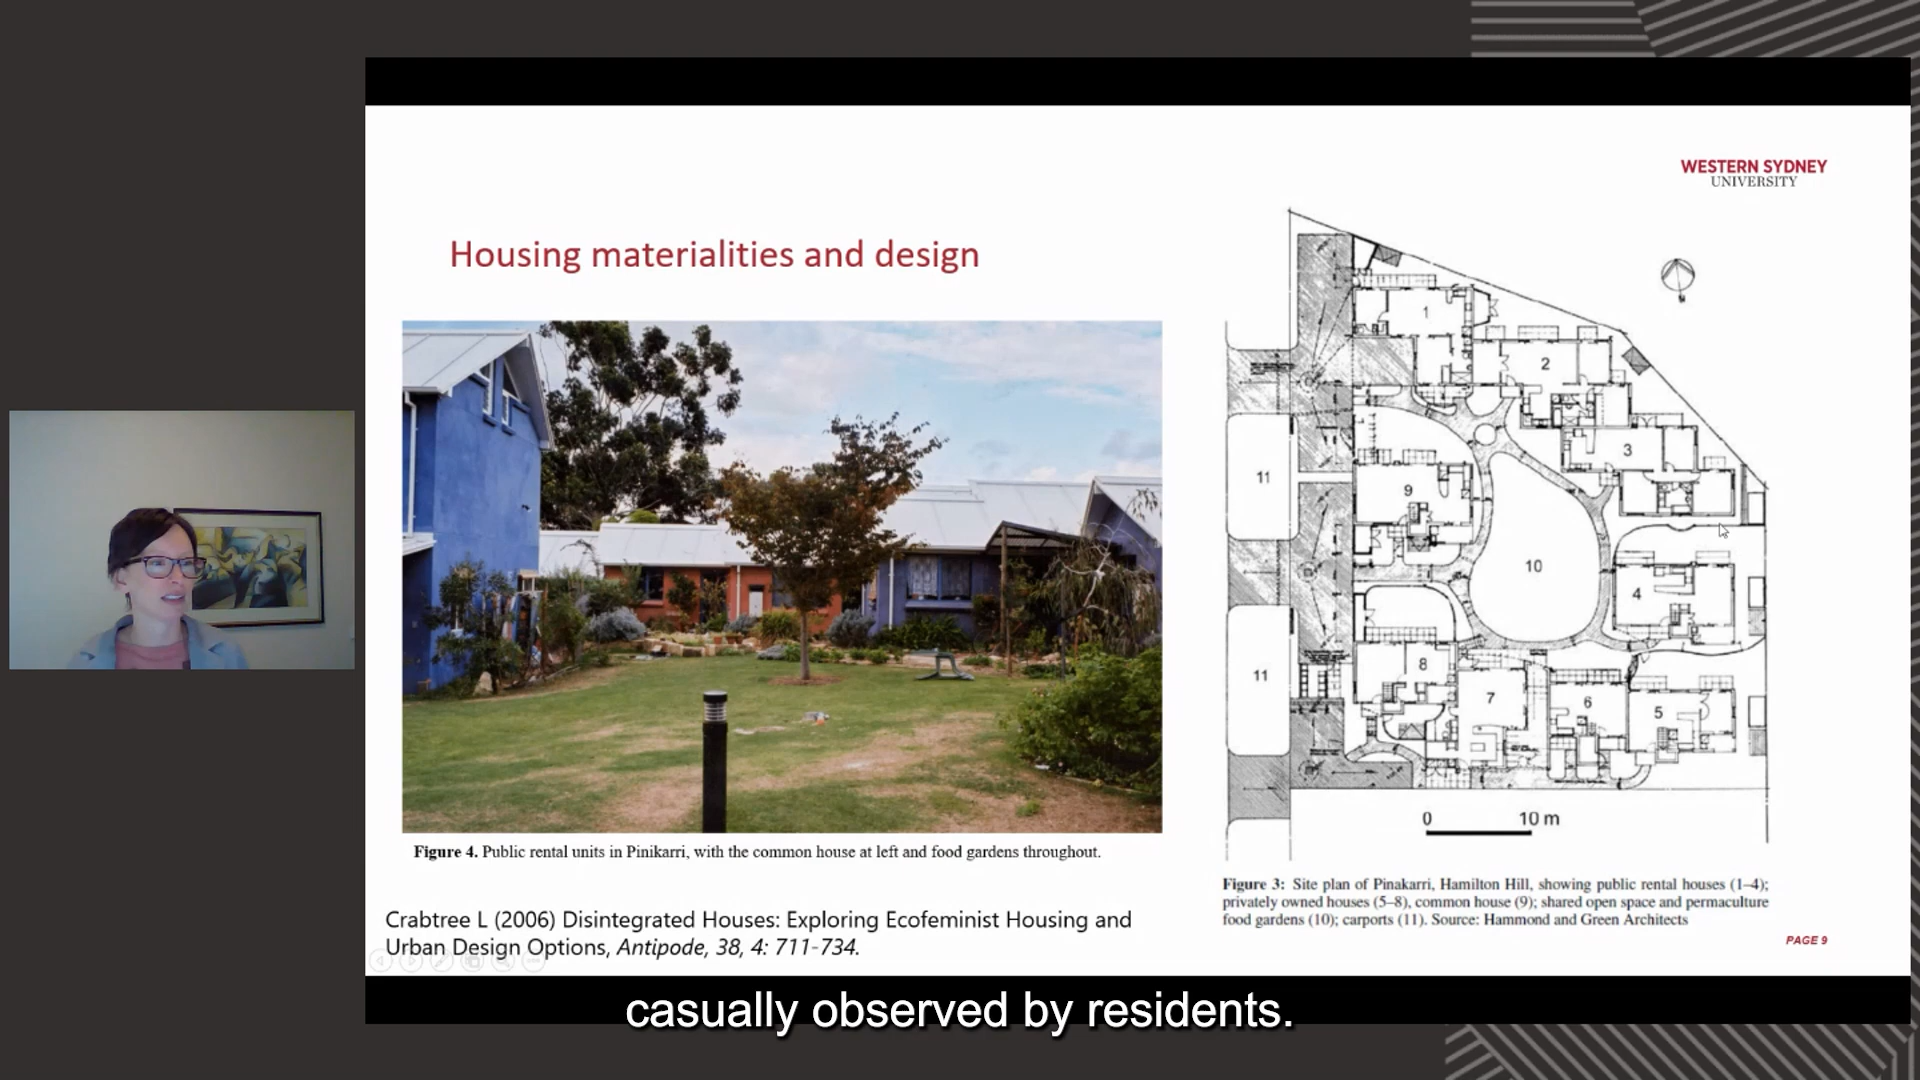 WESTERN SYDNEY
UNIVERSITY
Housing materialities and design
1
2
3
11
9
10
4
11
8
7
6
5
0 10 m
Figure 4. Public rental units in Pinikarri, with the common house at left and food gardens throughout.
Figure 3: Site plan of Pinakarri, Hamilton Hill, showing public rental houses (1–4);
privately owned houses (5–8), common house (9); shared open space and permaculture
food gardens (10); carports (11). Source: Hammond and Green Architects
Crabtree L (2006) Disintegrated Houses: Exploring Ecofeminist Housing and
Urban Design Options, Antipode, 38, 4: 711-734.
PAGE 9
casually observed by residents.